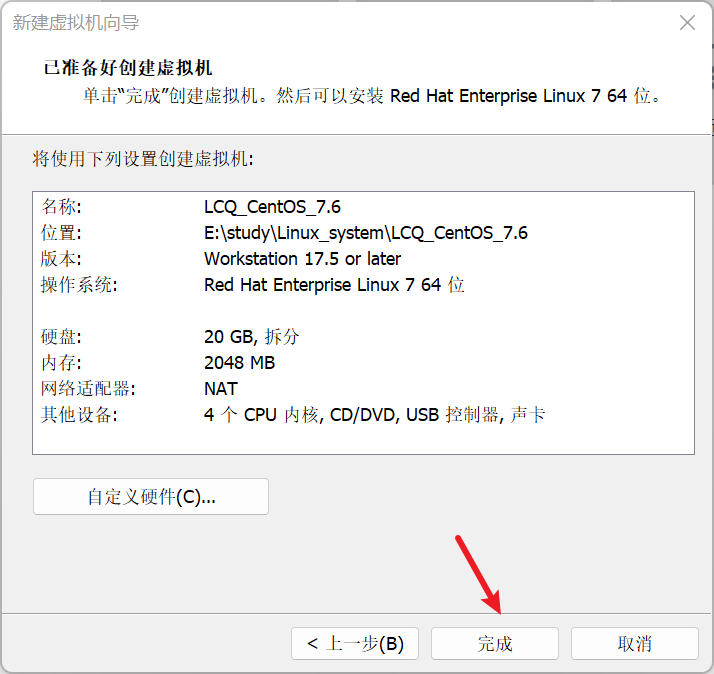 新建虚拟机向导
已准备好创建虚拟机
单击“完成”创建虚拟机。然后可以安装 Red Hat Enterprise Linux 7 64 位。
将使用下列设置创建虚拟机:
名称: LCQ_CentOS_7.6
位置: E:\study\Linux_system\LCQ_CentOS_7.6
版本: Workstation 17.5 or later
操作系统: Red Hat Enterprise Linux 7 64 位
硬盘: 20 GB, 拆分
内存: 2048 MB
网络适配器: NAT
其他设备: 4 个 CPU 内核, CD/DVD, USB 控制器, 声卡
自定义硬件(C)...
< 上一步(B) 完成 取消